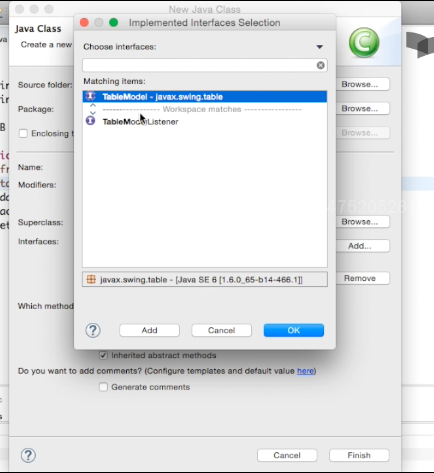 New Java Class
Implemented Interfaces Selection
Java Class
Create a new
Choose interfaces:
Matching items:
TableModel - javax.swing.table
Workspace matches
TableModelListener
Source folder:
Browse...
Package:
Browse...
Enclosing t
Browse...
Name:
Modifiers:
47520526
Superclass:
Browse...
Interfaces:
Add...
javax.swing.table - [Java SE 6 [1.6.0_65-b14-466.1]]
Remove
Which method
Add
Cancel
OK
Inherited abstract methods
Do you want to add comments? (Configure templates and default value here)
Generate comments
Cancel
Finish